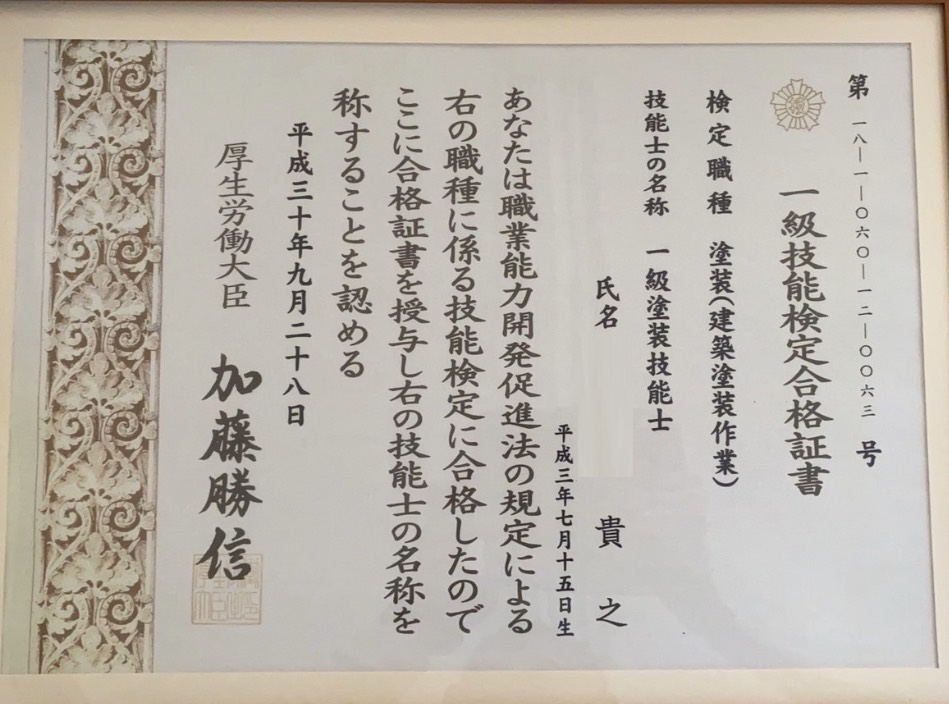 第一八―一―〇六〇―一二―〇〇六三号
一級技能検定合格証書
検定職種 塗装(建築塗装作業)
技能士の名称 一級塗装技能士
氏名 貴之
平成三年七月十五日生
あなたは職業能力開発促進法の規定による
右の職種に係る技能検定に合格したので
ここに合格証書を授与し右の技能士の名称を
称することを認める
平成三十年九月二十八日
厚生労働大臣 加藤勝信